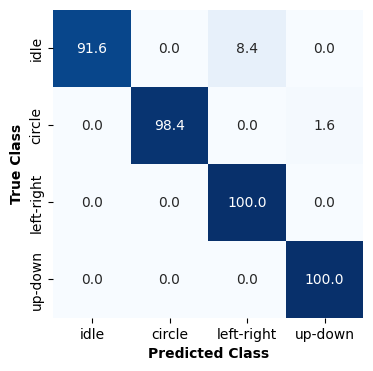 True Class
idle
91.6 0.0 8.4 0.0
circle
0.0 98.4 0.0 1.6
left-right
0.0 0.0 100.0 0.0
up-down
0.0 0.0 0.0 100.0
idle circle left-right up-down
Predicted Class